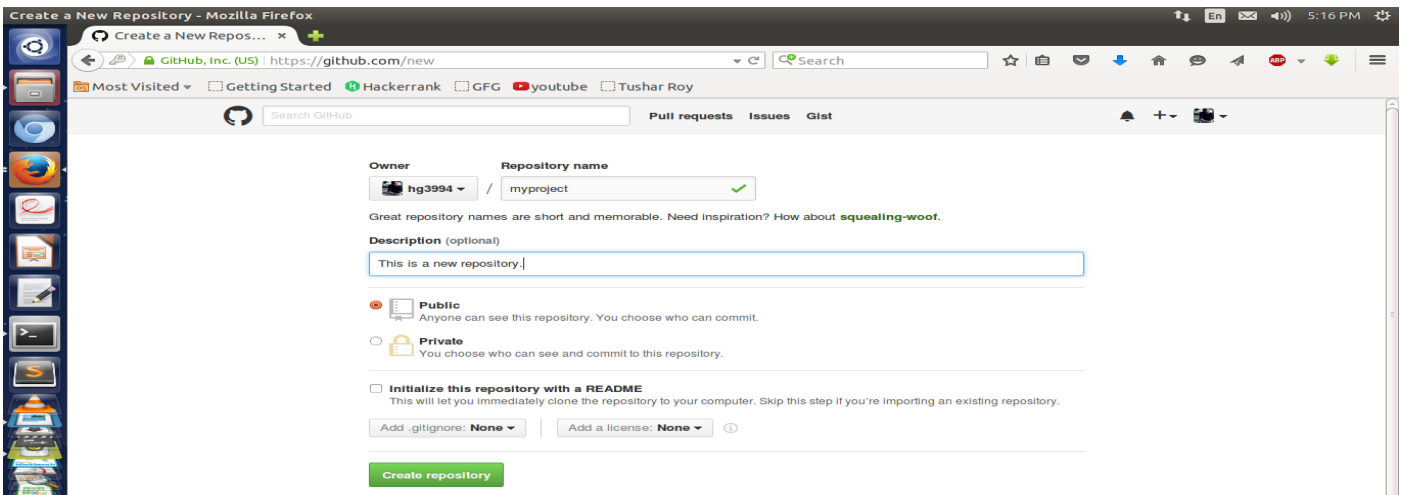 Create a New Repository - Mozilla Firefox
En
5:16 PM
Create a New Repos... ×
GitHub, Inc. (US) https://github.com/new
Search
ABP
Most Visited Getting Started Hackerrank GFG youtube Tushar Roy
Search GitHub
Pull requests Issues Gist
Owner Repository name
hg3994 / myproject
Great repository names are short and memorable. Need inspiration? How about squealing-woof.
Description (optional)
This is a new repository.
Public
Anyone can see this repository. You choose who can commit.
Private
You choose who can see and commit to this repository.
Initialize this repository with a README
This will let you immediately clone the repository to your computer. Skip this step if you’re importing an existing repository.
Add .gitignore: None Add a license: None
Create repository